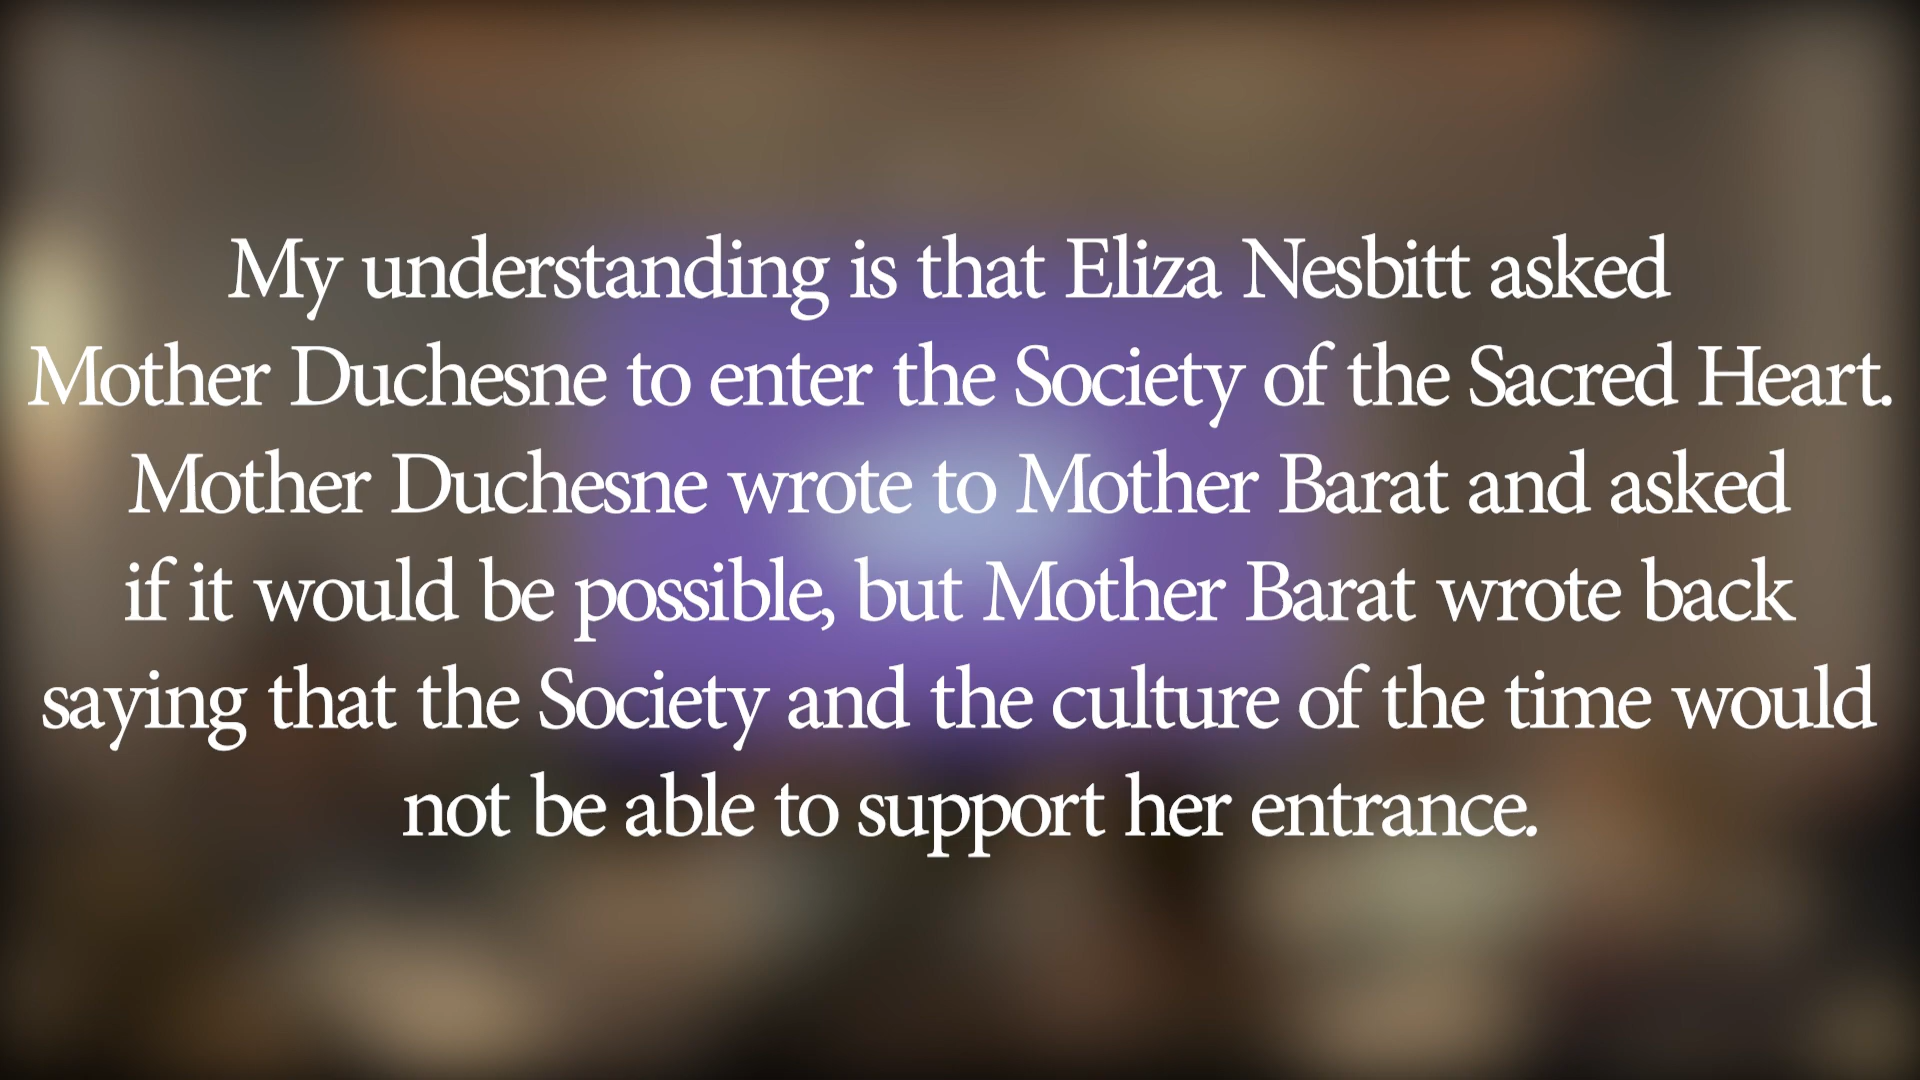 My understanding is that Eliza Nesbitt asked
Mother Duchesne to enter the Society of the Sacred Heart.
Mother Duchesne wrote to Mother Barat and asked
if it would be possible, but Mother Barat wrote back
saying that the Society and the culture of the time would
not be able to support her entrance.